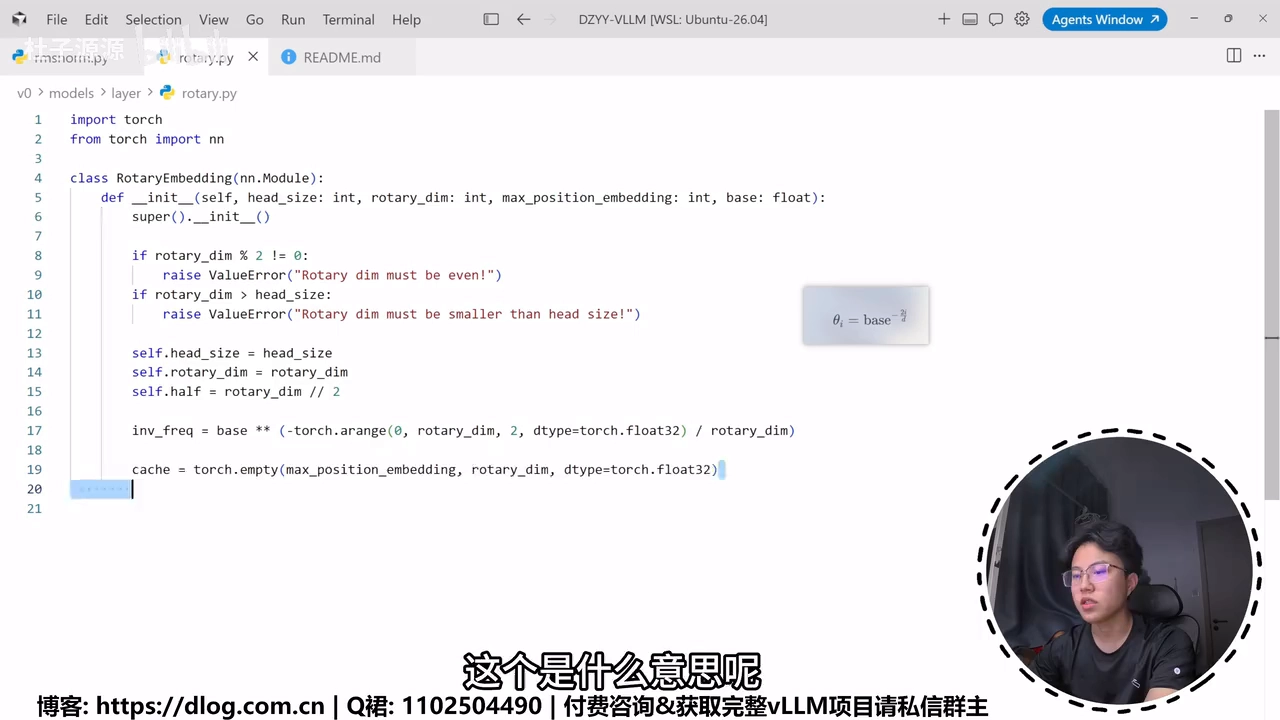 File Edit Selection View Go Run Terminal Help
DZYY-VLLM [WSL: Ubuntu-26.04]
Agents Window ↗
杜子源源
rmsnorm.py
rotary.py
README.md
v0 > models > layer > rotary.py
1 import torch
2 from torch import nn
3
4 class RotaryEmbedding(nn.Module):
5 def __init__(self, head_size: int, rotary_dim: int, max_position_embedding: int, base: float):
6 super().__init__()
7
8 if rotary_dim % 2 != 0:
9 raise ValueError("Rotary dim must be even!")
10 if rotary_dim > head_size:
11 raise ValueError("Rotary dim must be smaller than head size!")
12
13 self.head_size = head_size
14 self.rotary_dim = rotary_dim
15 self.half = rotary_dim // 2
16
17 inv_freq = base ** (-torch.arange(0, rotary_dim, 2, dtype=torch.float32) / rotary_dim)
18
19 cache = torch.empty(max_position_embedding, rotary_dim, dtype=torch.float32)
20
21
θi = base^(-2i/d)
这个是什么意思呢
博客: https://dlog.com.cn | Q裙: 1102504490 | 付费咨询&获取完整vLLM项目请私信群主